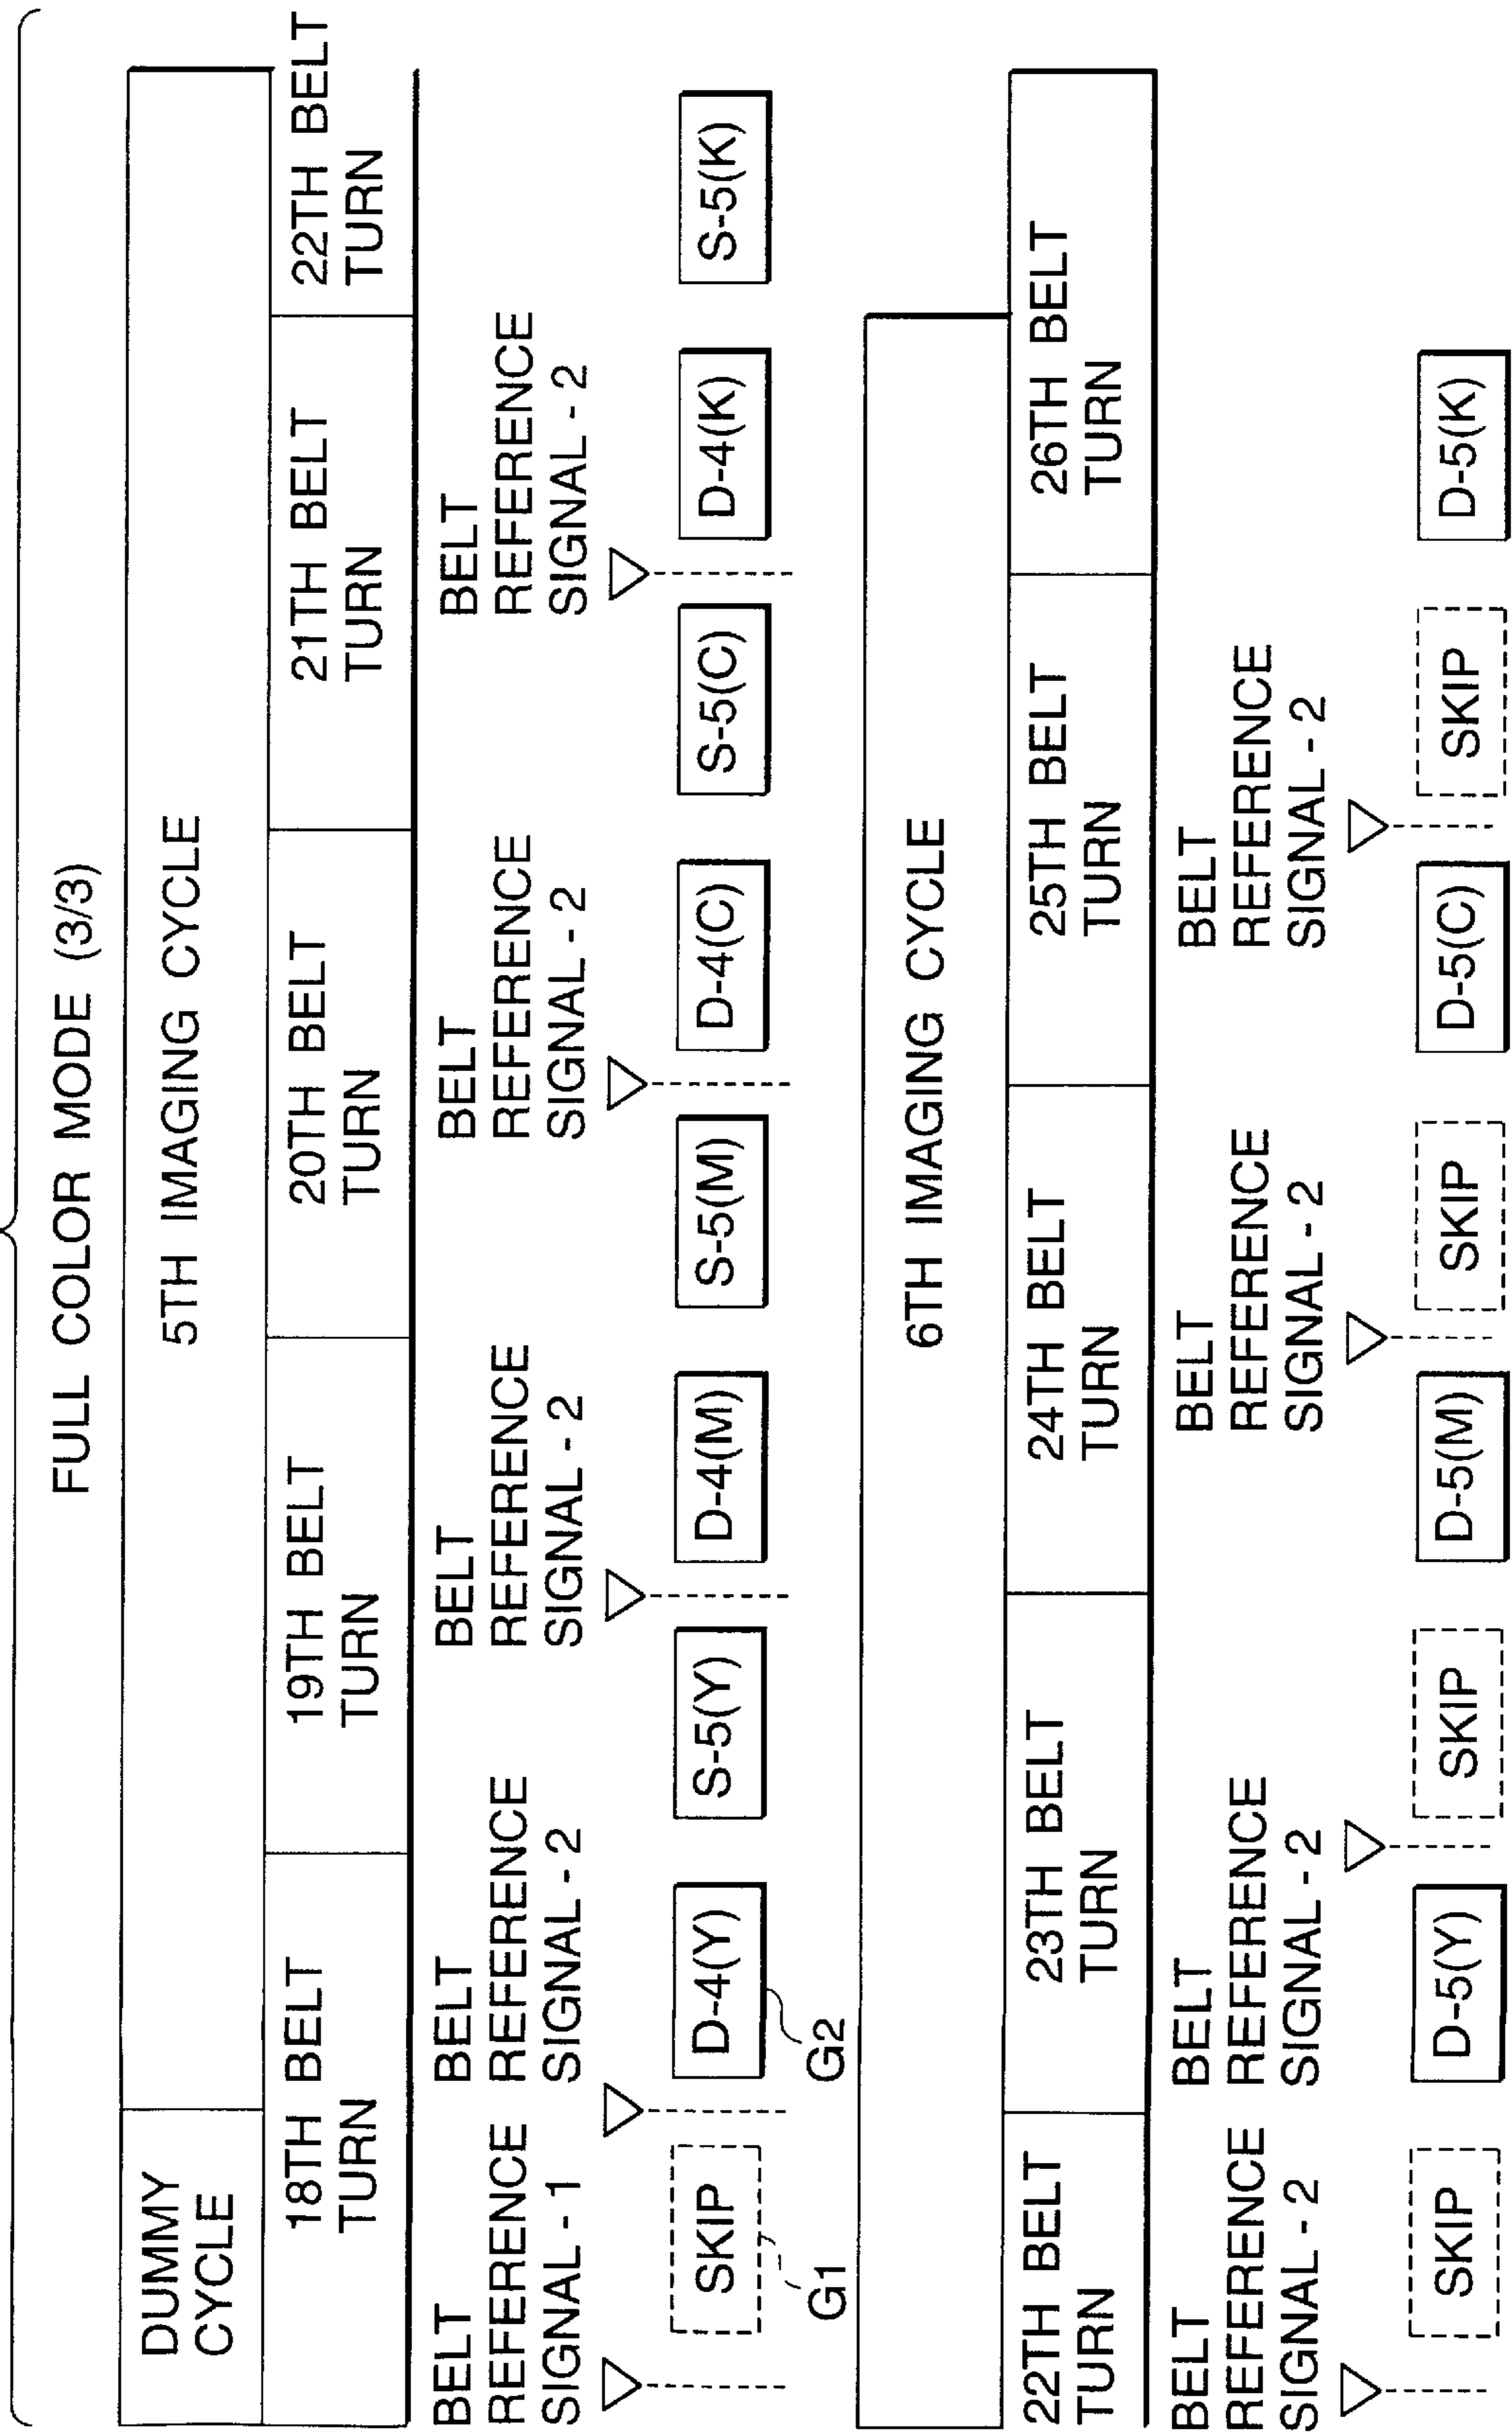 FULL COLOR MODE (3/3)
DUMMY
CYCLE
5TH IMAGING CYCLE
18TH BELT
TURN
19TH BELT
TURN
20TH BELT
TURN
21TH BELT
TURN
22TH BELT
TURN
BELT
REFERENCE
SIGNAL - 1
BELT
REFERENCE
SIGNAL - 2
BELT
REFERENCE
SIGNAL - 2
BELT
REFERENCE
SIGNAL - 2
BELT
REFERENCE
SIGNAL - 2
SKIP
D-4(Y)
S-5(Y)
D-4(M)
S-5(M)
D-4(C)
S-5(C)
D-4(K)
S-5(K)
G1
G2
6TH IMAGING CYCLE
22TH BELT
TURN
23TH BELT
TURN
24TH BELT
TURN
25TH BELT
TURN
26TH BELT
TURN
BELT
REFERENCE
SIGNAL - 2
BELT
REFERENCE
SIGNAL - 2
BELT
REFERENCE
SIGNAL - 2
BELT
REFERENCE
SIGNAL - 2
SKIP
D-5(Y)
SKIP
D-5(M)
SKIP
D-5(C)
SKIP
D-5(K)